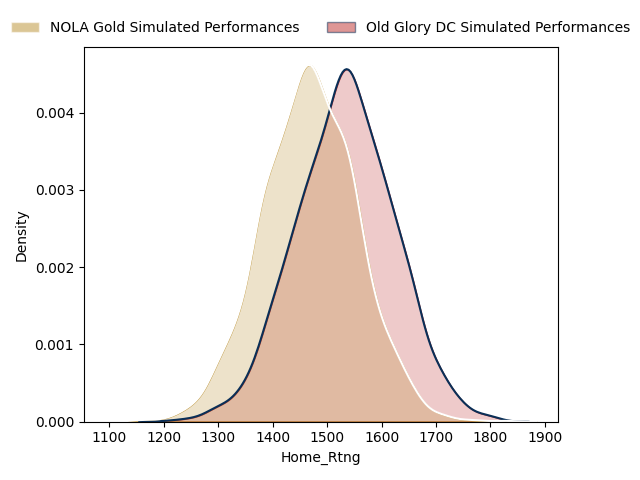 NOLA Gold Simulated Performances Old Glory DC Simulated Performances
0.004
0.003
0.002
0.001
0.000
Density
1100 1200 1300 1400 1500 1600 1700 1800 1900
Home_Rtng